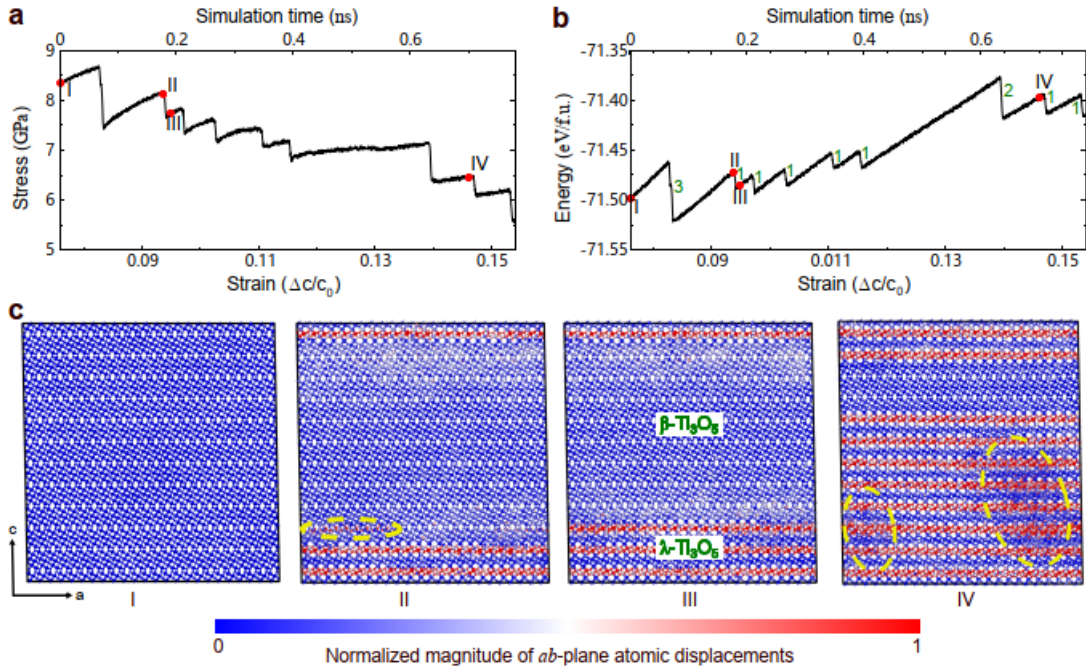 a
Simulation time (ns)
0 0.2 0.4 0.6
9
8
7
6
5
Stress (GPa)
I
II
III
IV
0.09 0.11 0.13 0.15
Strain (Δc/c₀)
b
Simulation time (ns)
0 0.2 0.4 0.6
-71.35
-71.40
-71.45
-71.50
-71.55
Energy (eV/f.u.)
I
3
II
1
III
1
1
1
1
2
IV
1
1
0.09 0.011 0.13 0.15
Strain (Δc/c₀)
c
β-Ti₃O₅
λ-Ti₃O₅
c
a
I II III IV
0 1
Normalized magnitude of ab-plane atomic displacements